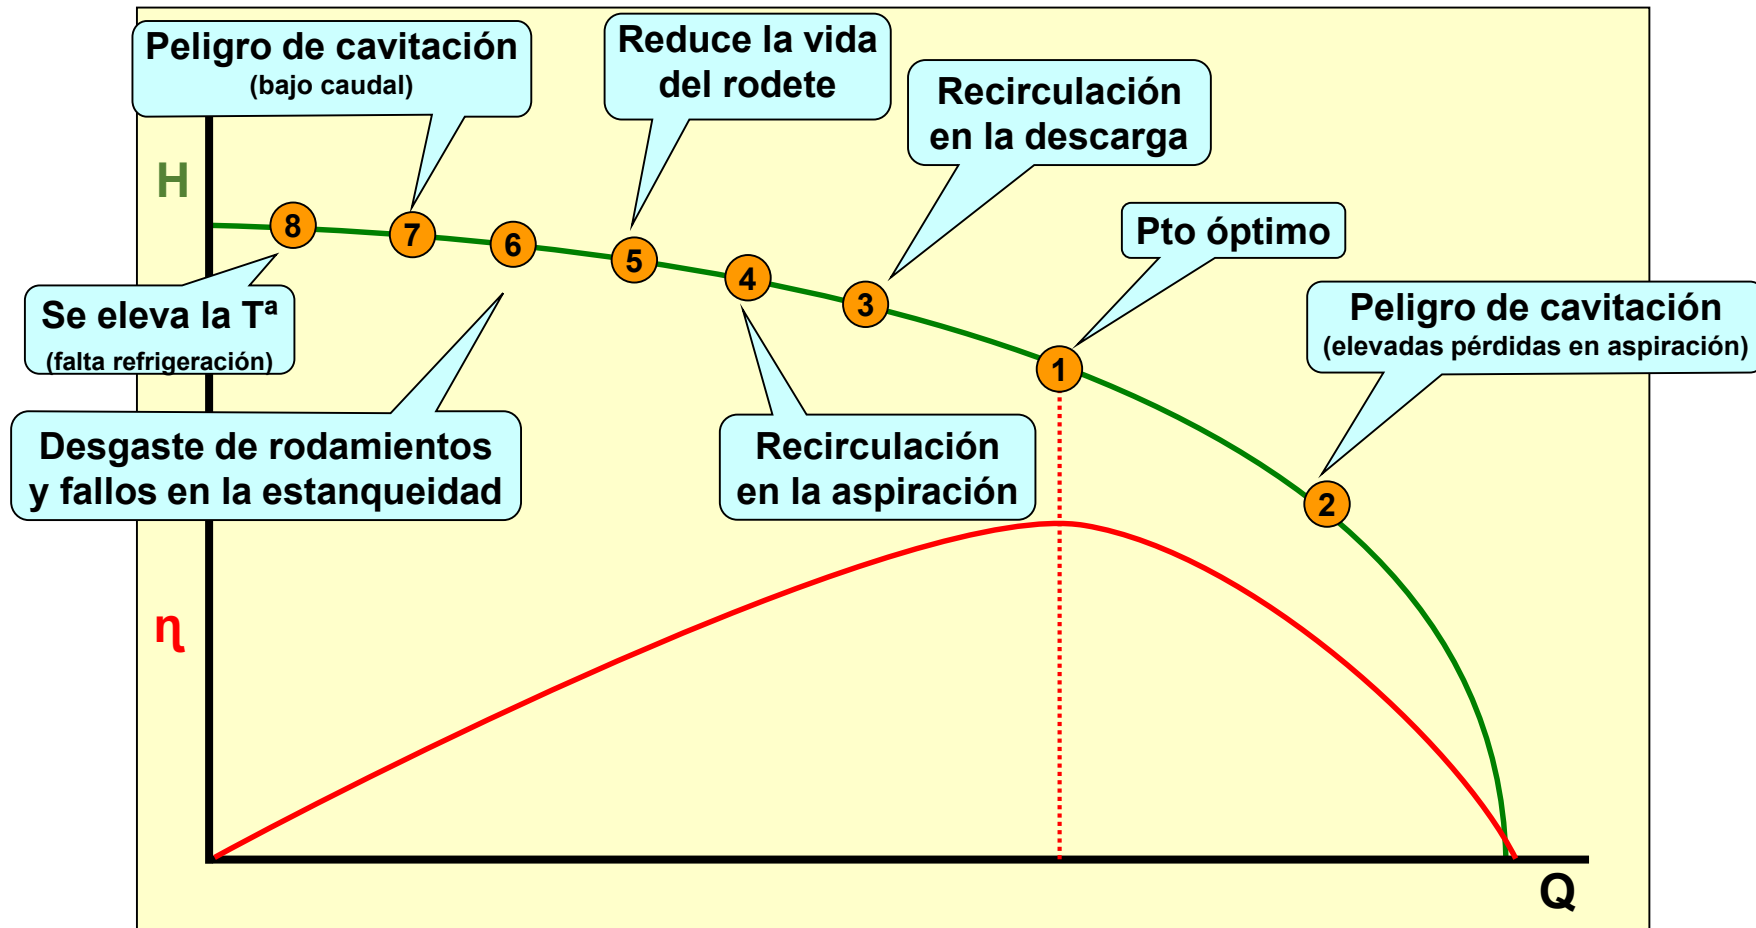 Peligro de cavitación
(bajo caudal)
Reduce la vida
del rodete
Recirculación
en la descarga
H
Pto óptimo
8
7
6
5
4
3
1
2
Se eleva la Tª
(falta refrigeración)
Peligro de cavitación
(elevadas pérdidas en aspiración)
Desgaste de rodamientos
y fallos en la estanqueidad
Recirculación
en la aspiración
η
Q